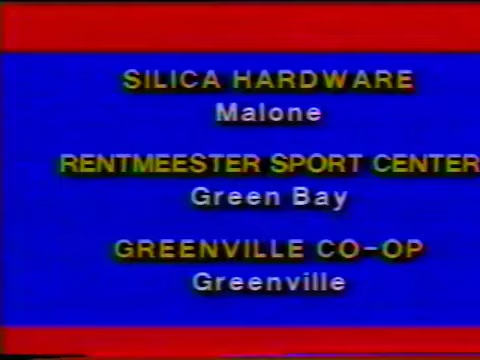 SILICA HARDWARE
Malone
RENTMEESTER SPORT CENTER
Green Bay
GREENVILLE CO-OP
Greenville